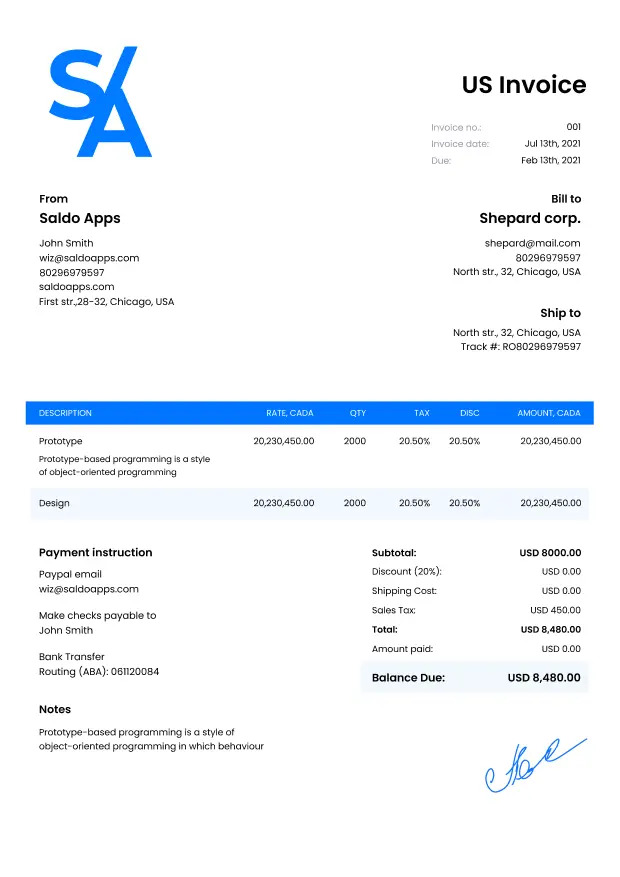 SA
US Invoice
Invoice no.: 001
Invoice date: Jul 13th, 2021
Due: Feb 13th, 2021
From
Saldo Apps
John Smith
wiz@saldoapps.com
80296979597
saldoapps.com
First str.,28-32, Chicago, USA
Bill to
Shepard corp.
shepard@mail.com
80296979597
North str., 32, Chicago, USA
Ship to
North str., 32, Chicago, USA
Track #: RO80296979597
DESCRIPTION RATE, CADA QTY TAX DISC AMOUNT, CADA
Prototype 20,230,450.00 2000 20.50% 20.50% 20,230,450.00
Prototype-based programming is a style
of object-oriented programming
Design 20,230,450.00 2000 20.50% 20.50% 20,230,450.00
Payment instruction
Paypal email
wiz@saldoapps.com
Make checks payable to
John Smith
Bank Transfer
Routing (ABA): 061120084
Subtotal: USD 8000.00
Discount (20%): USD 0.00
Shipping Cost: USD 0.00
Sales Tax: USD 450.00
Total: USD 8,480.00
Amount paid: USD 0.00
Balance Due: USD 8,480.00
Notes
Prototype-based programming is a style of
object-oriented programming in which behaviour